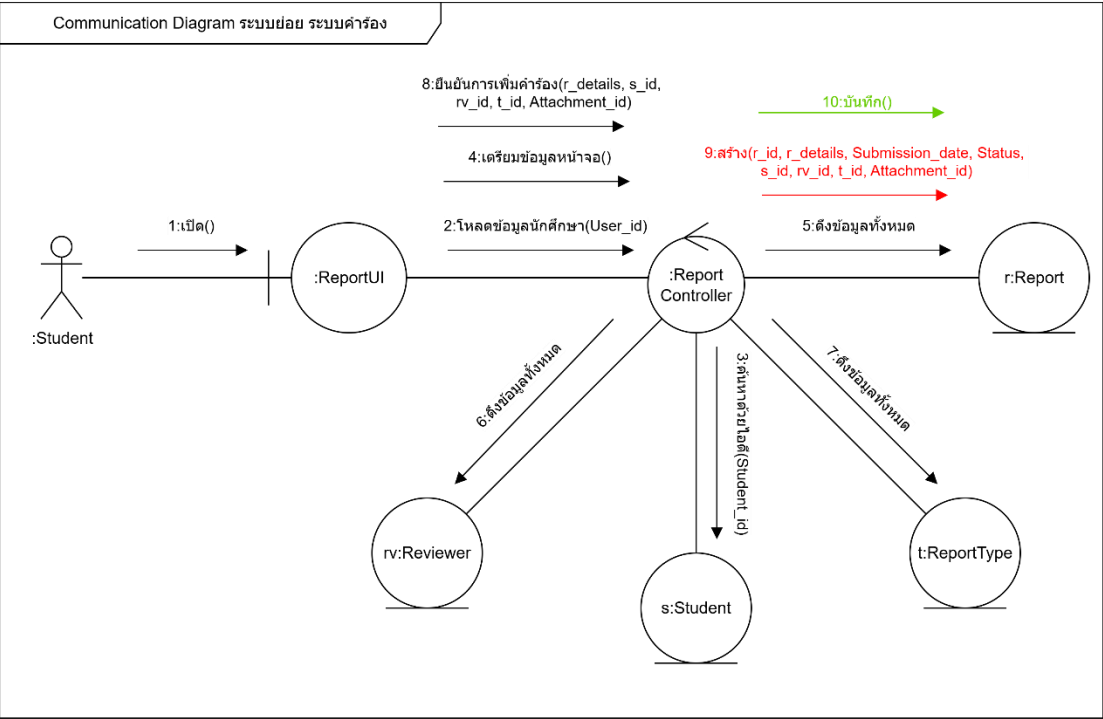 Communication Diagram ระบบย่อย ระบบคำร้อง
8:ยืนยันการเพิ่มคำร้อง(r_details, s_id,
rv_id, t_id, Attachment_id)
10:บันทึก()
4:เตรียมข้อมูลหน้าจอ()
9:สร้าง(r_id, r_details, Submission_date, Status,
s_id, rv_id, t_id, Attachment_id)
1:เปิด()
2:โหลดข้อมูลนักศึกษา(User_id)
5:ดึงข้อมูลทั้งหมด
:Student
:ReportUI
:Report
Controller
r:Report
6:ดึงข้อมูลทั้งหมด
3:ค้นหาด้วยไอดี(Student_id)
7:ดึงข้อมูลทั้งหมด
rv:Reviewer
s:Student
t:ReportType